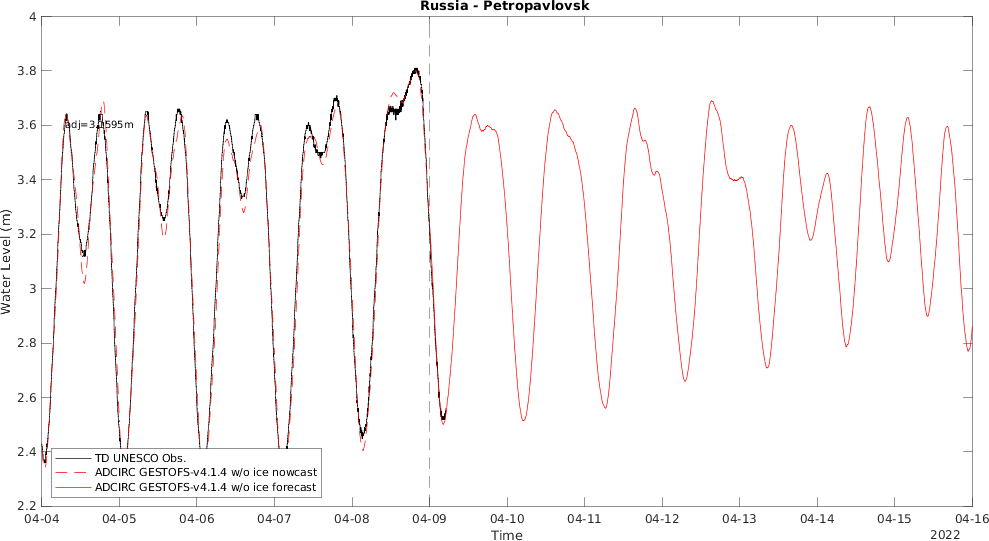 Russia - Petropavlovsk
4
3.8
3.6
3.4
3.2
3
2.8
2.6
2.4
2.2
Water Level (m)
TD UNESCO Obs.
ADCIRC GESTOFS-v4.1.4 w/o ice nowcast
ADCIRC GESTOFS-v4.1.4 w/o ice forecast
04-04 04-05 04-06 04-07 04-08 04-09 04-10 04-11 04-12 04-13 04-14 04-15 04-16
Time
2022